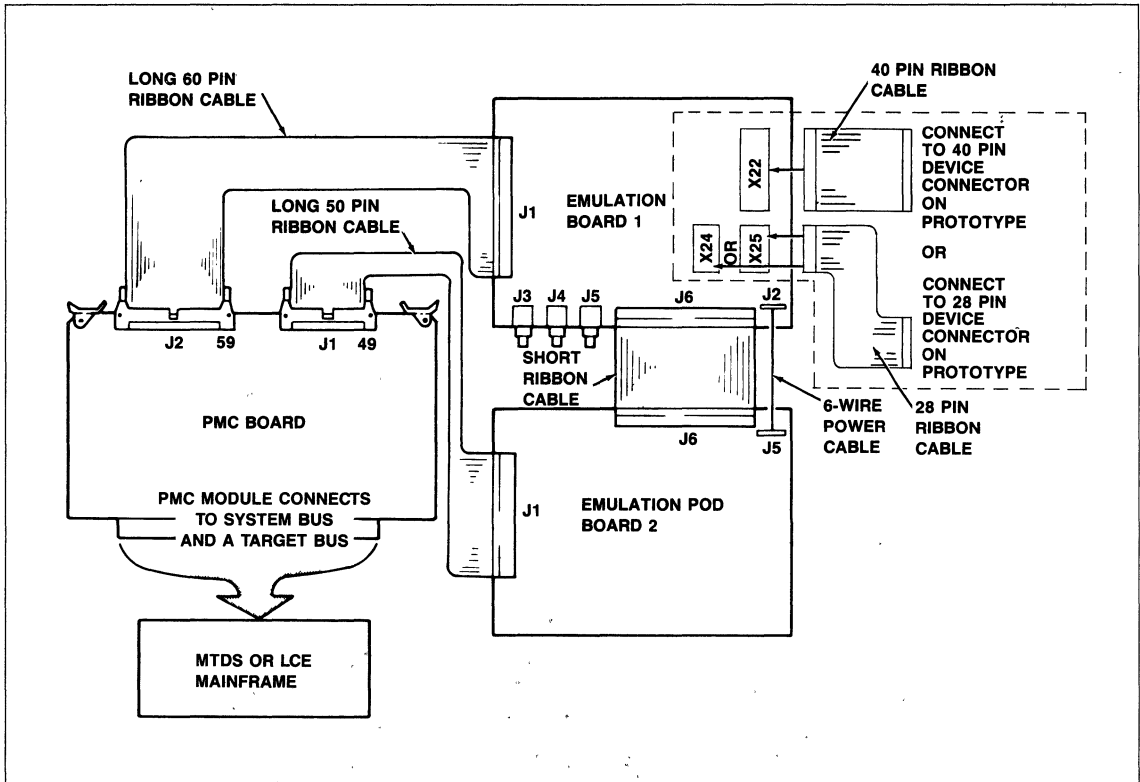 LONG 60 PIN
RIBBON CABLE
40 PIN RIBBON
CABLE
LONG 50 PIN
RIBBON CABLE
J1
EMULATION
BOARD 1
X22
X24
OR
X25
CONNECT
TO 40 PIN
DEVICE
CONNECTOR
ON
PROTOTYPE
OR
CONNECT
TO 28 PIN
DEVICE
CONNECTOR
ON
PROTOTYPE
J3 J4 J5
J6
J2
J2 59
J1 49
SHORT
RIBBON
CABLE
6-WIRE
POWER
CABLE
28 PIN
RIBBON
CABLE
PMC BOARD
J6
J5
J1
EMULATION POD
BOARD 2
PMC MODULE CONNECTS
TO SYSTEM BUS
AND A TARGET BUS
MTDS OR LCE
MAINFRAME